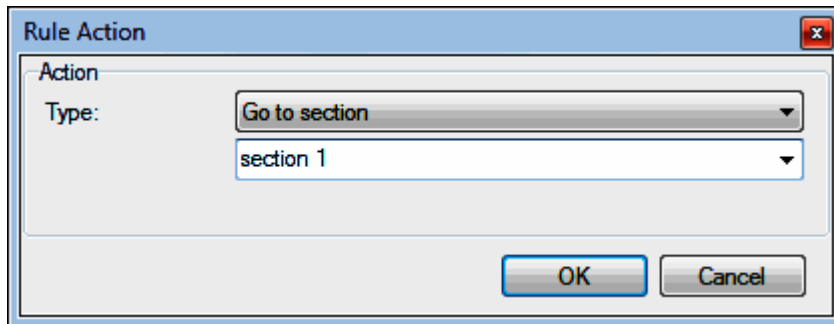 Rule Action
Action
Type: Go to section
section 1
OK Cancel